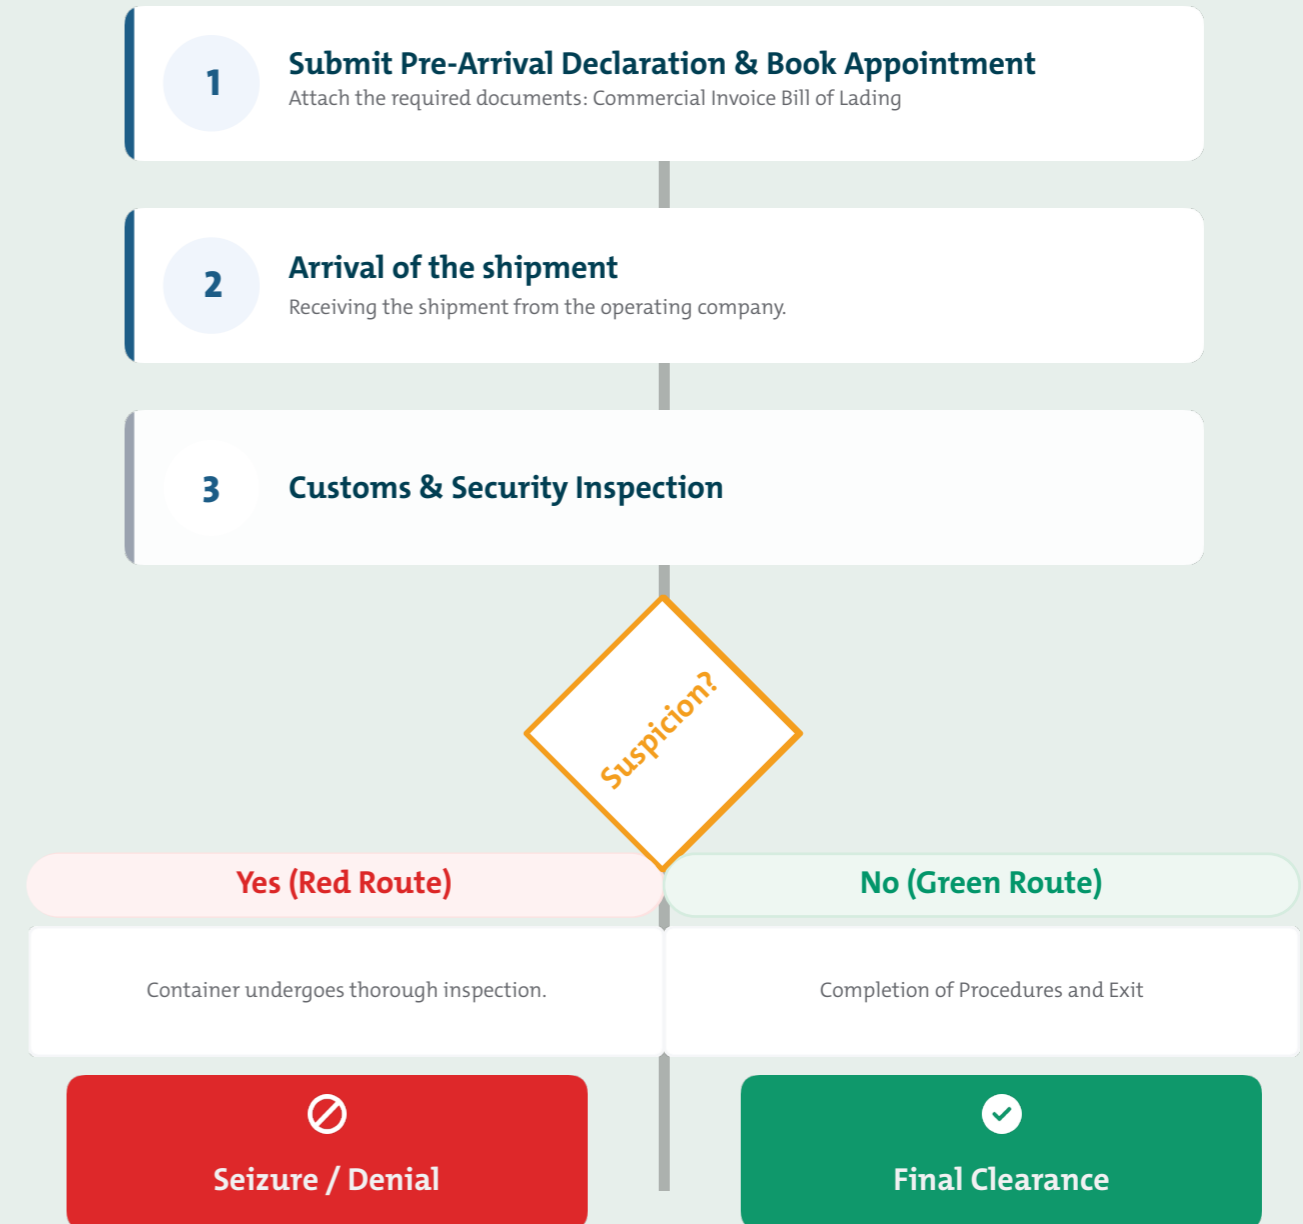 1
Submit Pre-Arrival Declaration & Book Appointment
Attach the required documents: Commercial Invoice Bill of Lading
2
Arrival of the shipment
Receiving the shipment from the operating company.
3
Customs & Security Inspection
Suspicion?
Yes (Red Route)
No (Green Route)
Container undergoes thorough inspection.
Completion of Procedures and Exit
Seizure / Denial
Final Clearance